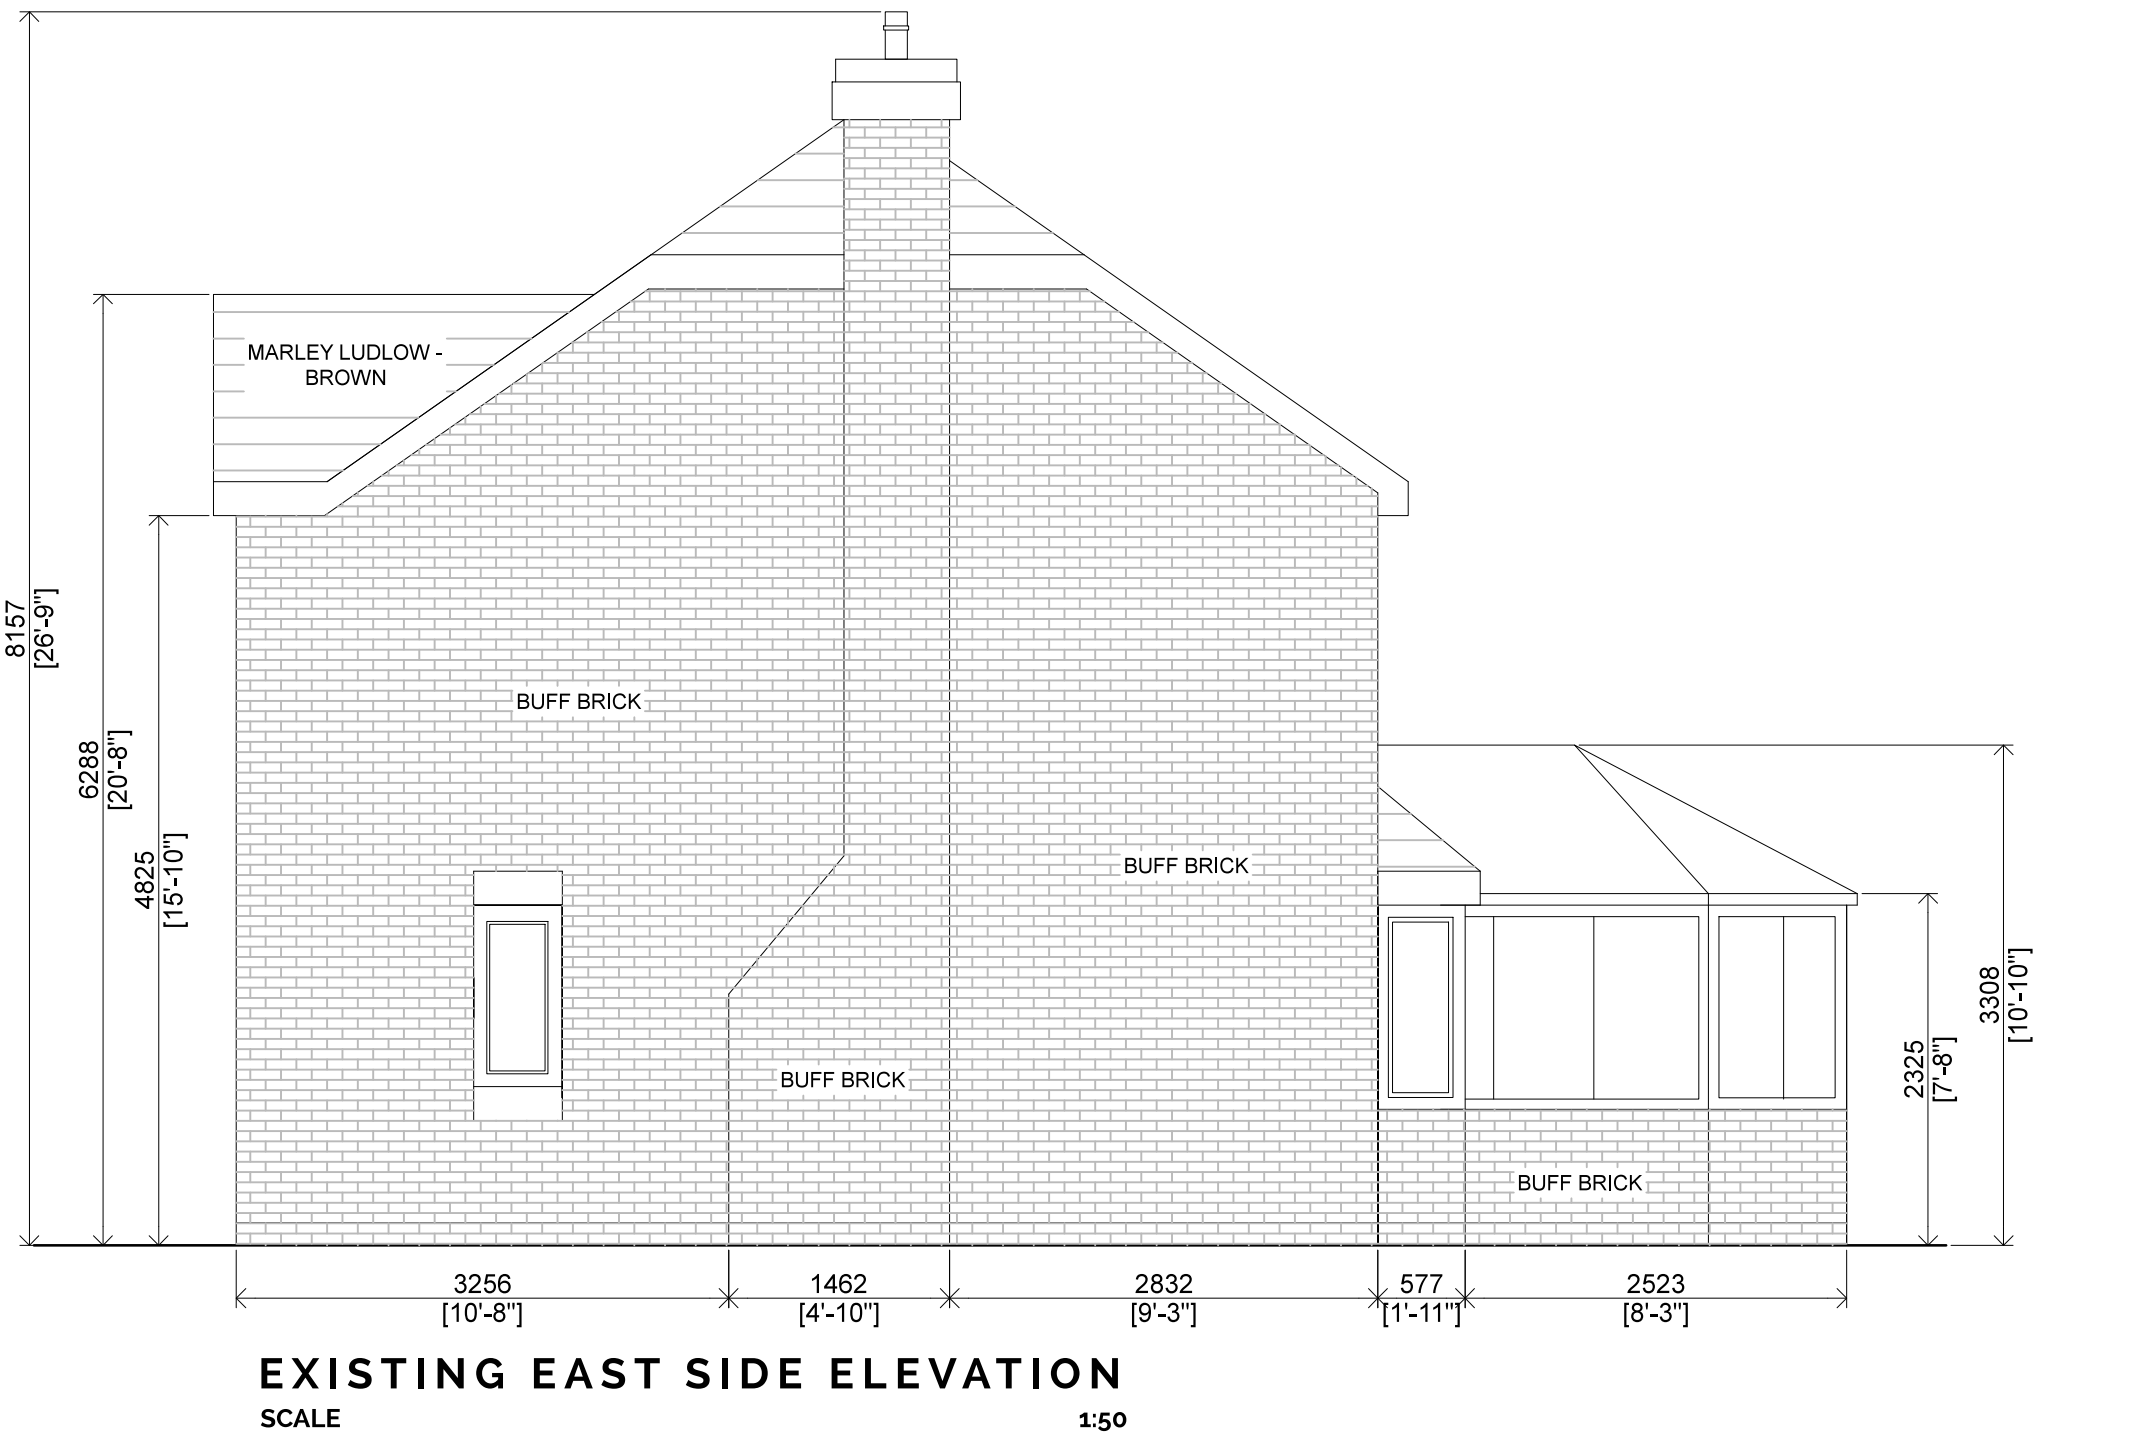 MARLEY LUDLOW -
BROWN
8157
[26'-9"]
6288
[20'-8"]
4825
[15'-10"]
BUFF BRICK
BUFF BRICK
BUFF BRICK
BUFF BRICK
2325
[7'-8"]
3308
[10'-10"]
3256
[10'-8"]
1462
[4'-10"]
2832
[9'-3"]
577
[1'-11"]
2523
[8'-3"]
EXISTING EAST SIDE ELEVATION
SCALE 1:50